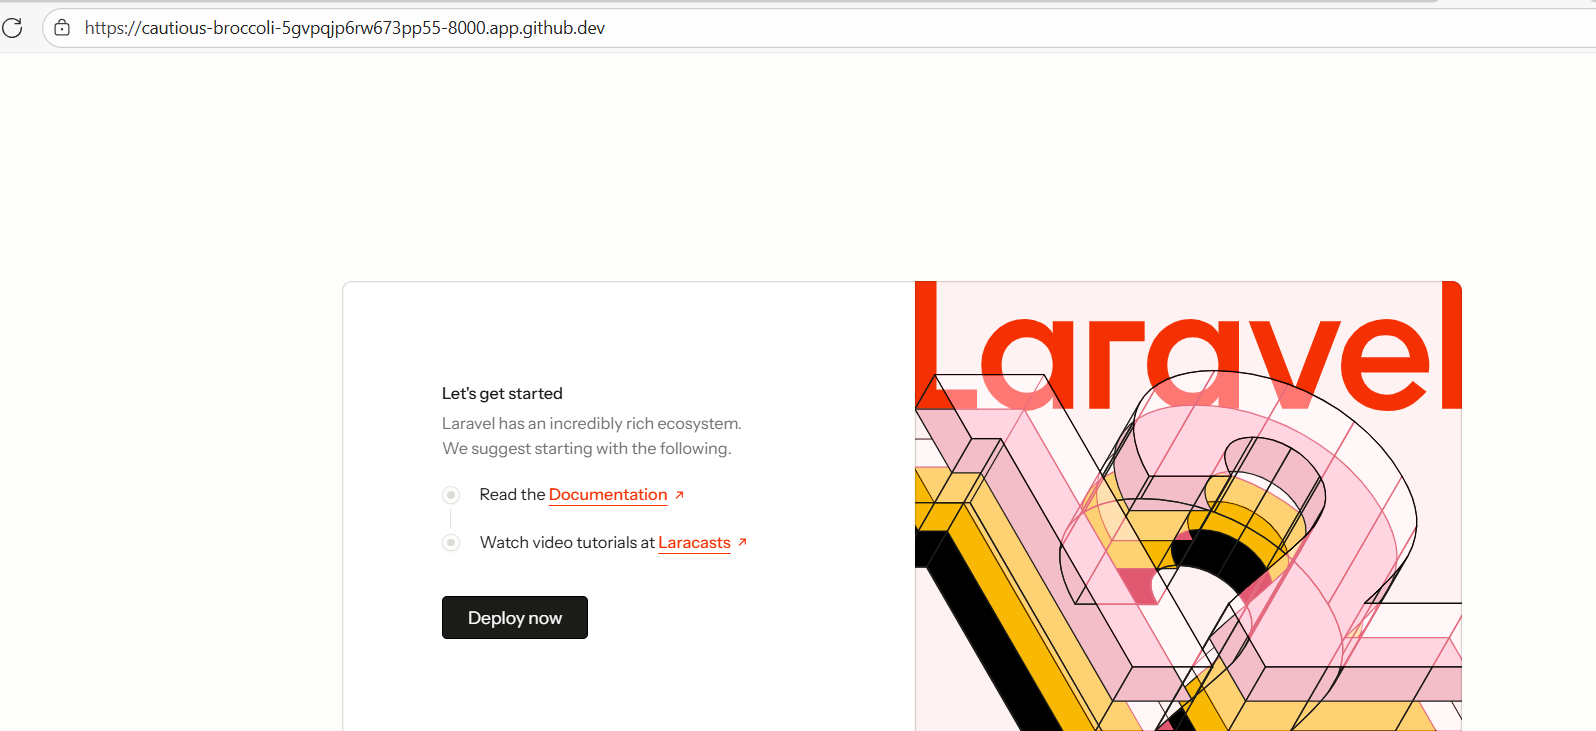 https://cautious-broccoli-5gvpqjp6rw673pp55-8000.app.github.dev
Let's get started
Laravel has an incredibly rich ecosystem.
We suggest starting with the following.
Read the Documentation
Watch video tutorials at Laracasts
Deploy now
Laravel